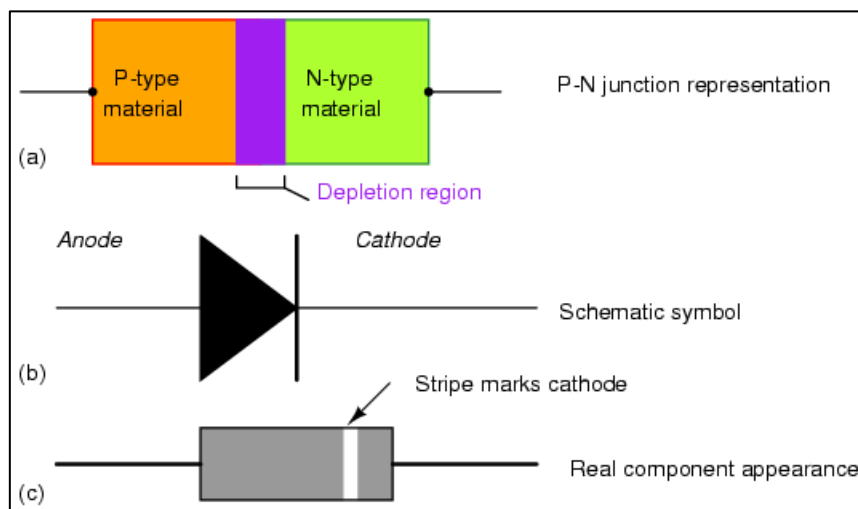 P-type
material
N-type
material
P-N junction representation
(a)
Depletion region
Anode
Cathode
Schematic symbol
(b)
Stripe marks cathode
Real component appearance
(c)